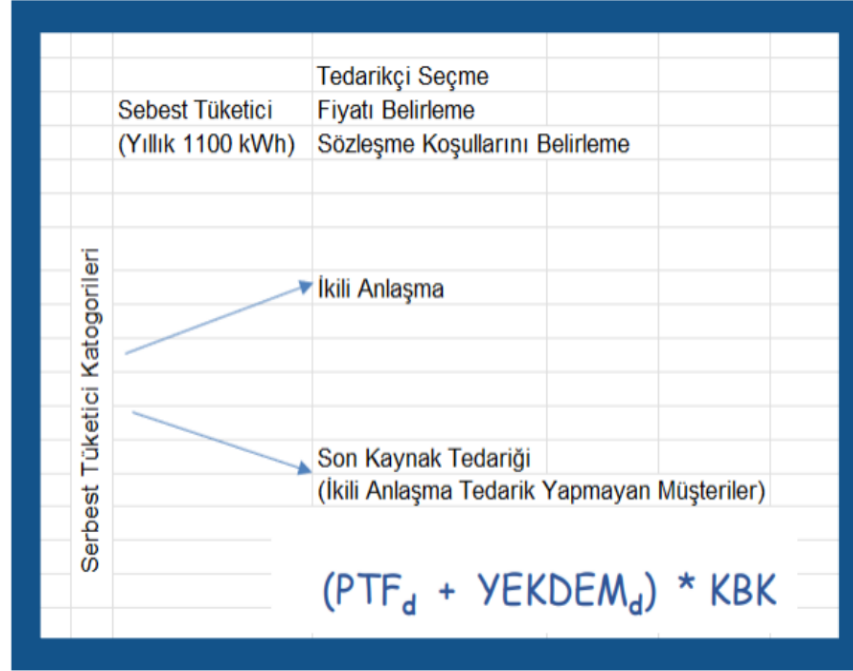 Tedarikçi Seçme
Sebest Tüketici Fiyatı Belirleme
(Yıllık 1100 kWh) Sözleşme Koşullarını Belirleme
Serbest Tüketici Katogorileri
İkili Anlaşma
Son Kaynak Tedariği
(İkili Anlaşma Tedarik Yapmayan Müşteriler)
(PTFd + YEKDEMd) * KBK